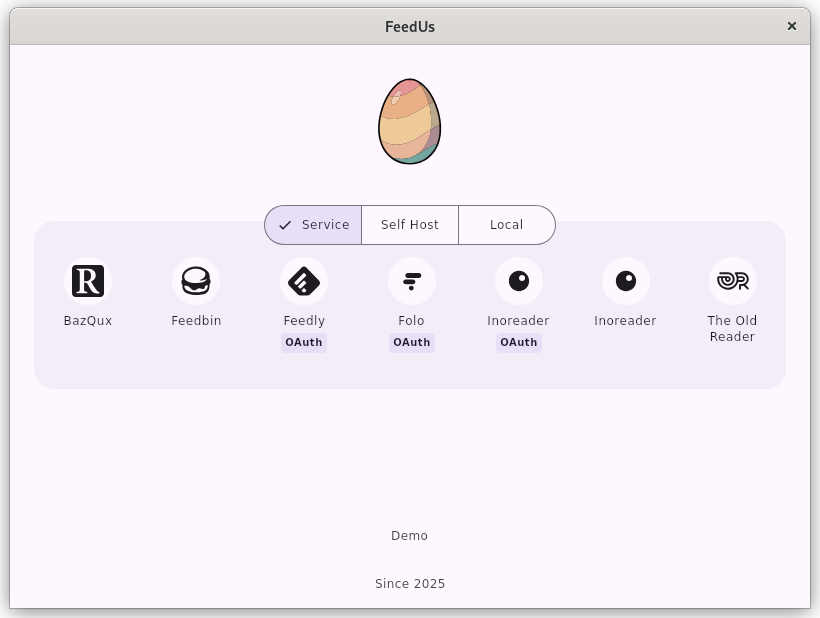 FeedUs
Service
Self Host
Local
R
BazQux
Feedbin
Feedly
OAuth
Folo
OAuth
Inoreader
OAuth
Inoreader
The Old
Reader
Demo
Since 2025